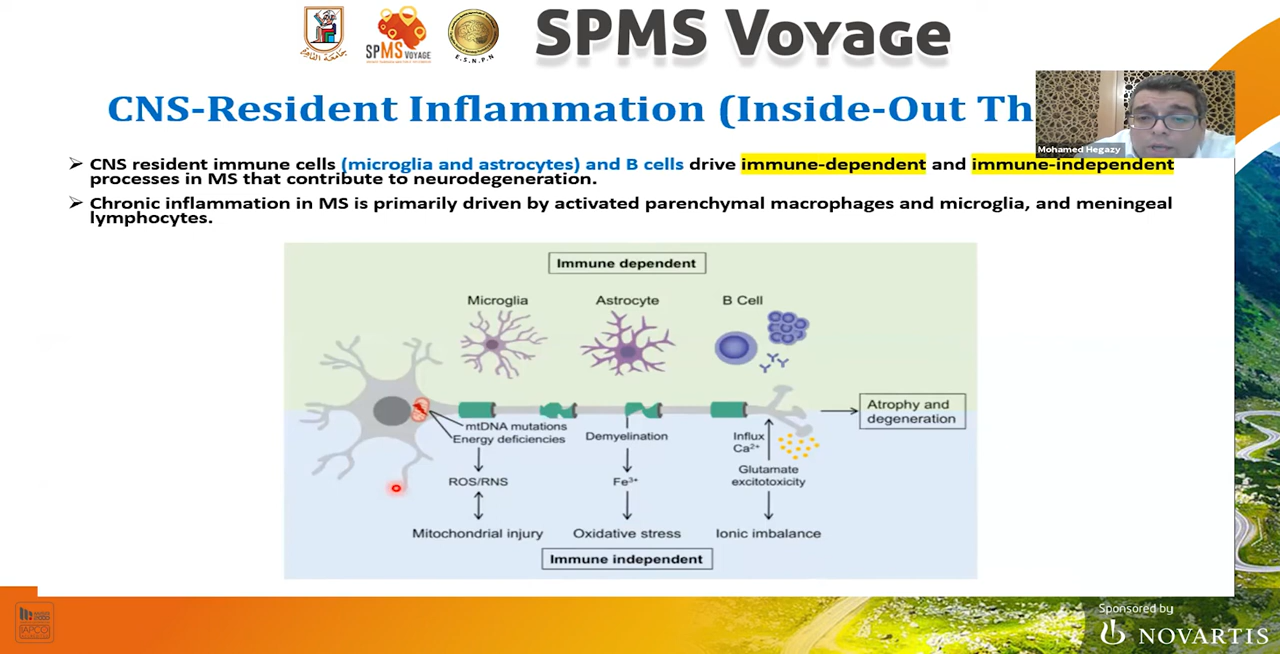 SPMS Voyage
جامعة القاهرة
SPMS VOYAGE
E.S.N.P.N
CNS-Resident Inflammation (Inside-Out Th
Mohamed Hegazy
➢ CNS resident immune cells (microglia and astrocytes) and B cells drive immune-dependent and immune-independent
processes in MS that contribute to neurodegeneration.
➢ Chronic inflammation in MS is primarily driven by activated parenchymal macrophages and microglia, and meningeal
lymphocytes.
Immune dependent
Microglia
Astrocyte
B Cell
Atrophy and
degeneration
mtDNA mutations
Energy deficiencies
Demyelination
Influx
Ca²⁺
ROS/RNS
Fe³⁺
Glutamate
excitotoxicity
Mitochondrial injury
Oxidative stress
Ionic imbalance
Immune independent
Sponsored by
NOVARTIS